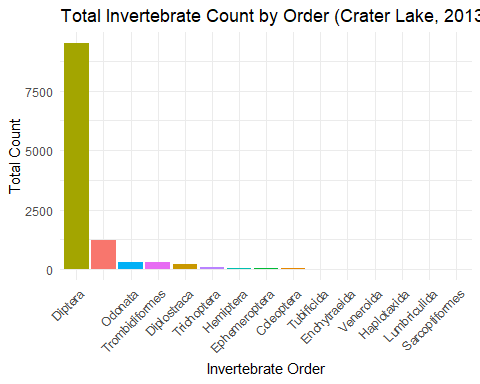 Total Invertebrate Count by Order (Crater Lake, 2013
Total Count
7500
5000
2500
0
Diptera
Odonata
Trombidiformes
Diplostraca
Trichoptera
Hemiptera
Ephemeroptera
Coleoptera
Tubificida
Enchytraeida
Veneroida
Haplotaxida
Lumbriculida
Sarcoptiformes
Invertebrate Order